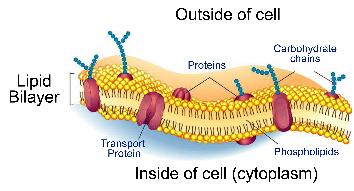 Outside of cell
Carbohydrate
chains
Proteins
Lipid
Bilayer
Transport
Protein
Phospholipids
Inside of cell (cytoplasm)